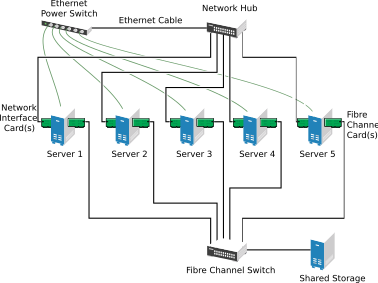 Ethernet
Power Switch
Ethernet Cable
Network Hub
Network
Interface
Card(s)
Fibre
Channel
Card(s)
Server 1
Server 2
Server 3
Server 4
Server 5
Fibre Channel Switch
Shared Storage